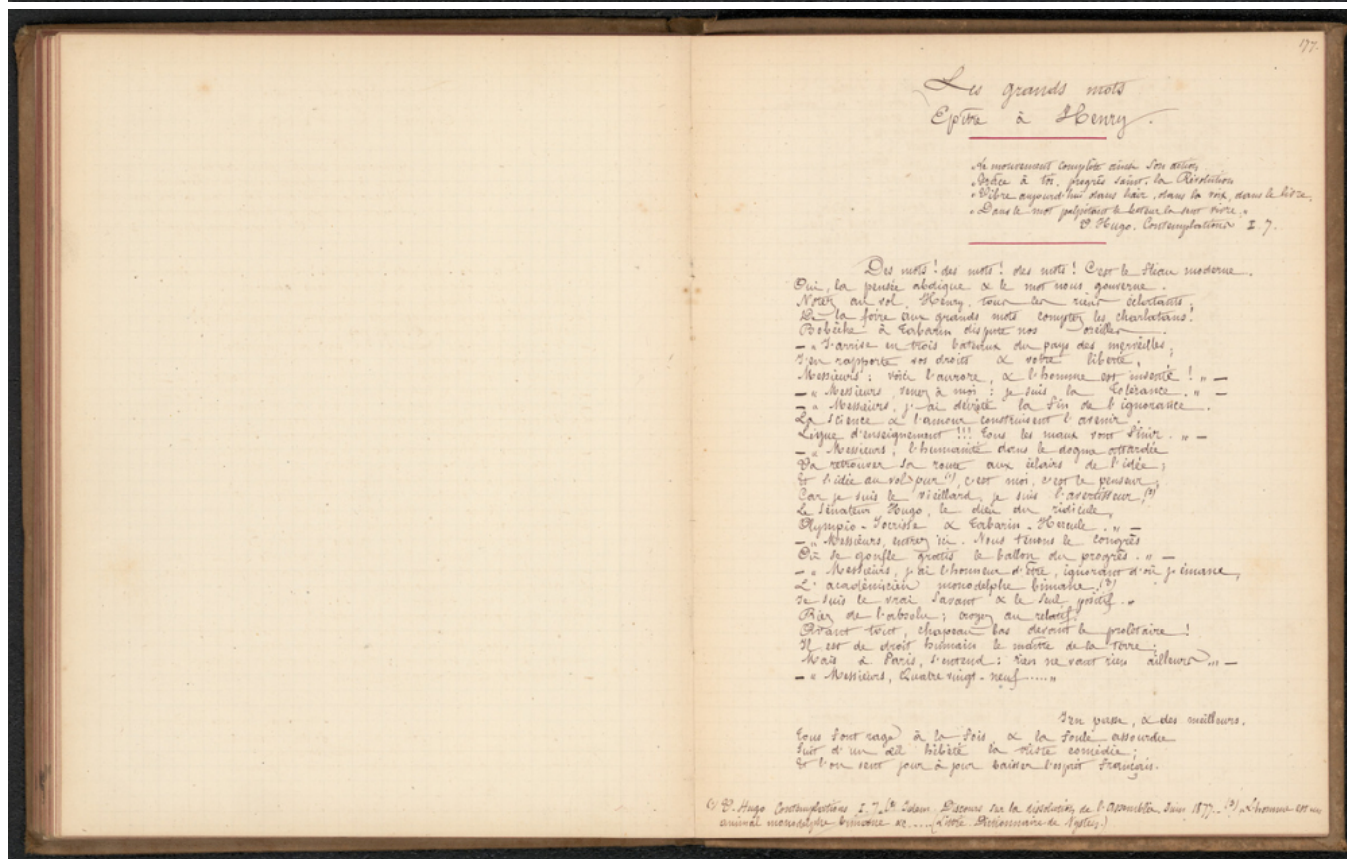 177.
Les grands mots
Epître à Henry.
Le mouvement complète ainsi son action
„Grâce à toi, progrès saint, la Révolution
„Vibre aujourd'hui dans l'air, dans la voix, dans le livre,
„Dans le mot palpitant le lecteur la sent vivre.„
V. Hugo. Contemplations I. 7.
Des mots! des mots! des mots! C'est le fléau moderne.
Oui, la pensée abdique & le mot nous gouverne.
Notez au vol, Henry, tous les riens éclatants;
De la foire aux grands mots comptez les charlatans!
Bobèche à Tabarin dispute nos oreilles.
— „ J'arrive en trois bateaux du pays des merveilles;
J'en rapporte vos droits & votre liberté,
Messieurs: voici l'aurore, & l'homme est inventé! „ —
— „ Messieurs, venez à moi: je suis la Tolérance. „ —
— „ Messieurs, j'ai décrété la fin de l'ignorance.
La Science & l'amour construisent l'avenir.
Ligue d'enseignement!!! tous les maux vont finir. „ —
— „ Messieurs, l'humanité dans le dogme attardée
Va retrouver sa route aux éclairs de l'idée;
Et l'idée au vol pur (1), c'est moi, c'est le penseur;
Car je suis le vieillard, je suis l'avertisseur, (2)
Le Sénateur Hugo, le dieu du ridicule,
Olympio-Jocrisse & Tabarin-Hercule. „ —
— „ Messieurs, entrez ici. Nous tenons le congrès
Où se gonfle gratis le ballon du progrès. „ —
— „ Messieurs, j'ai l'honneur d'être, ignorant d'où j'émane,
L'académicien monodelphe bimane. (3)
Je suis le vrai Savant & le seul positif.
Riez de l'absolu; croyez au relatif.
Avant tout, chapeau bas devant le prolétaire!
Il est de droit humain le maître de la terre;
Mais à Paris, s'entend: rien ne vaut rien ailleurs... „ —
— „ Messieurs, Quatre vingt-neuf..... „
J'en passe, & des meilleurs.
Tous font rage à la fois, & la foule assourdie
Suit d'un œil hébété la triste comédie;
Et l'on sent jour à jour baisser l'esprit français.
(1) V. Hugo Contemplations I. 7. (2) Idem. Discours sur la dissolution de l'Assemblée. Juin 1877. (3) L'homme est un
animal monodelphe bimane &c..... (Littré. Dictionnaire de Nysten.)